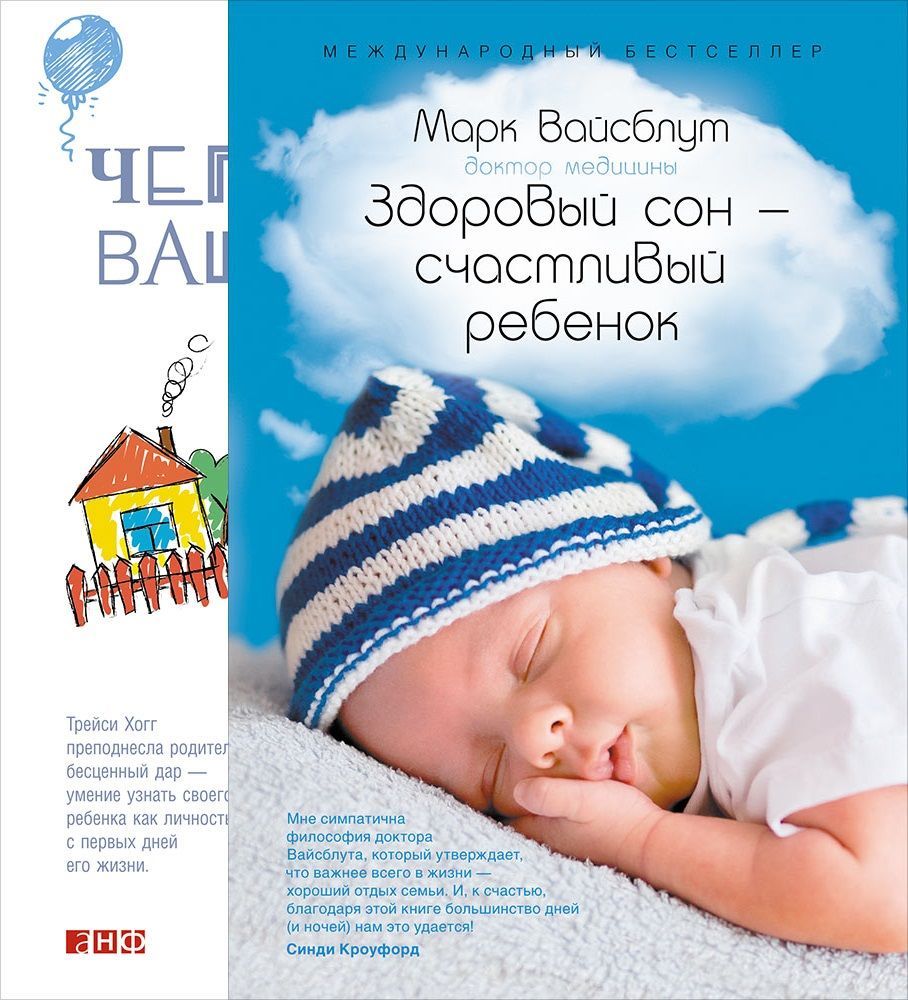 МЕЖДУНАРОДНЫЙ БЕСТСЕЛЛЕР
Марк Вайсблут
доктор медицины
Здоровый сон –
счастливый
ребенок
Мне симпатична
философия доктора
Вайсблута, который утверждает,
что важнее всего в жизни —
хороший отдых семьи. И, к счастью,
благодаря этой книге большинство дней
(и ночей) нам это удается!
Синди Кроуфорд
ВАШ
Трейси Хогг
преподнесла
бесценный дар —
умение узнать своего
ребенка как личность
с первых дней
его жизни.
анф